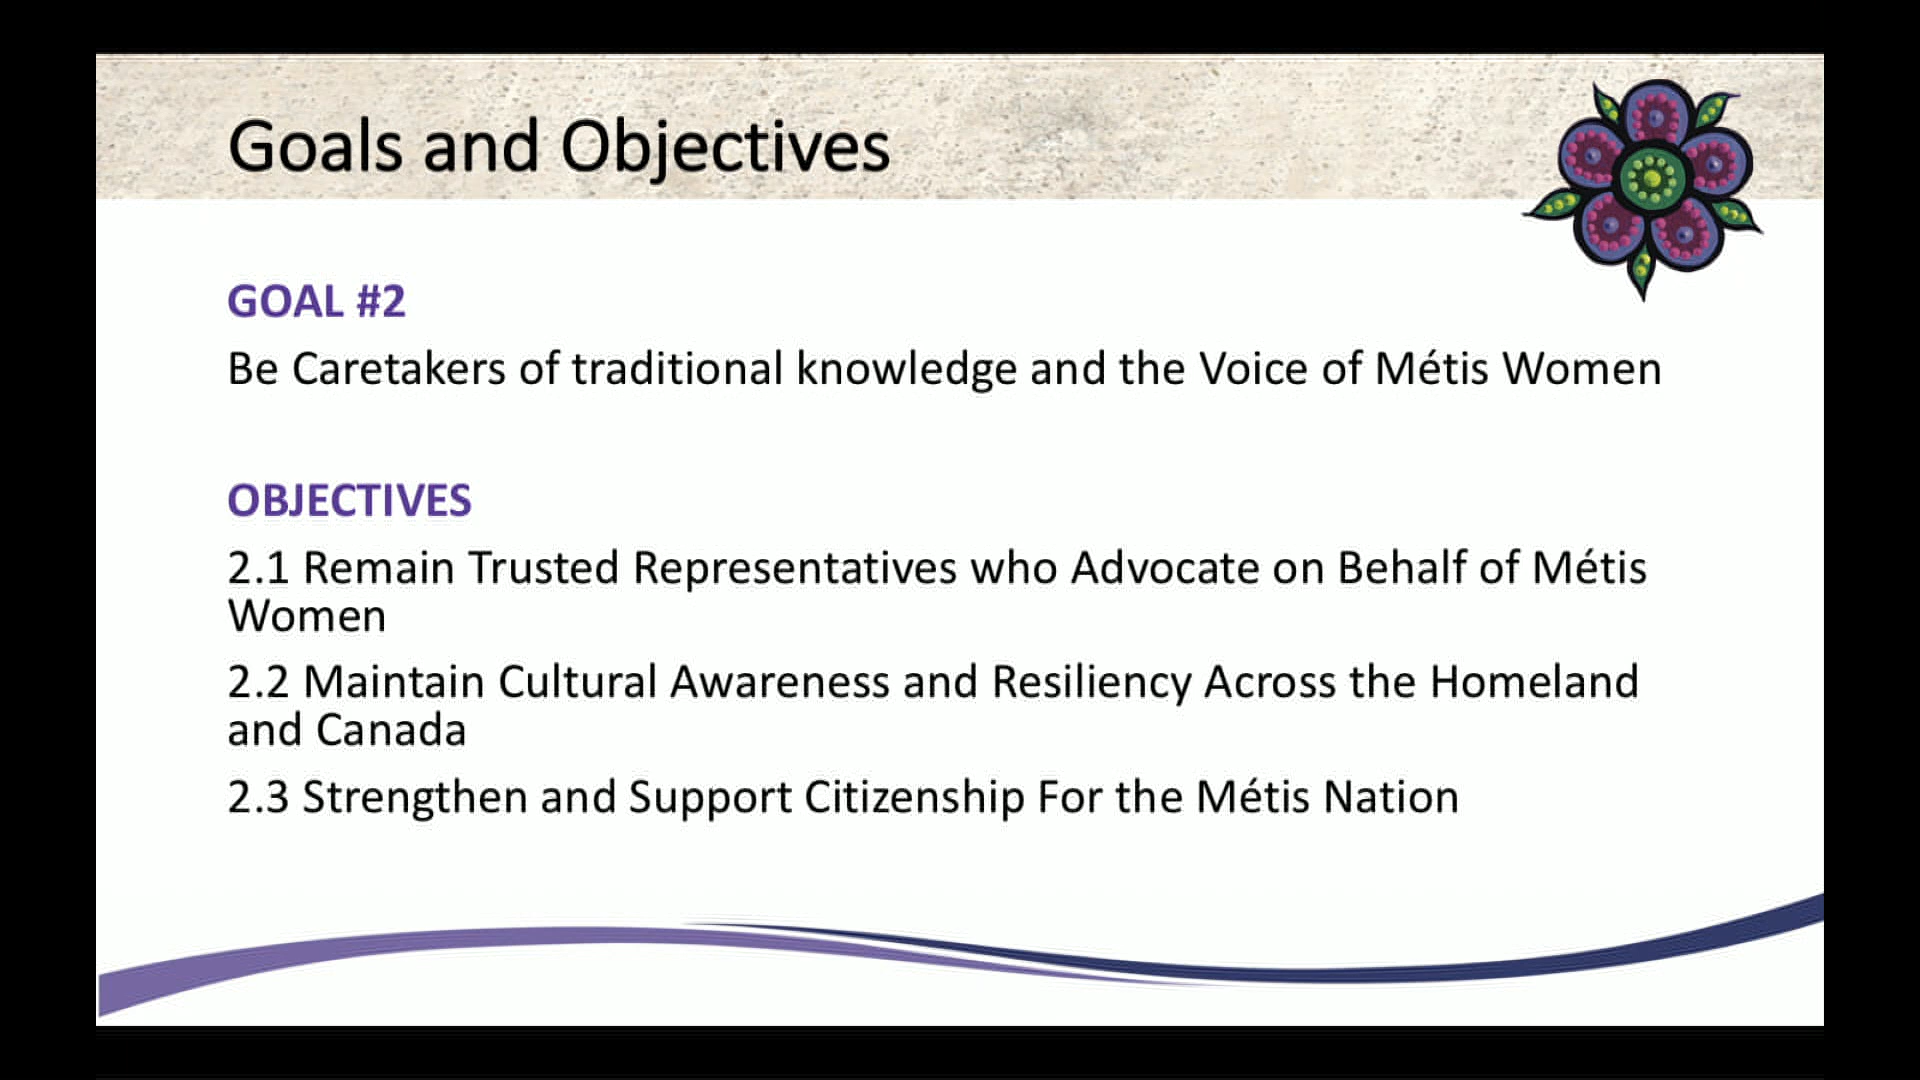 Goals and Objectives
GOAL #2
Be Caretakers of traditional knowledge and the Voice of Métis Women
OBJECTIVES
2.1 Remain Trusted Representatives who Advocate on Behalf of Métis
Women
2.2 Maintain Cultural Awareness and Resiliency Across the Homeland
and Canada
2.3 Strengthen and Support Citizenship For the Métis Nation